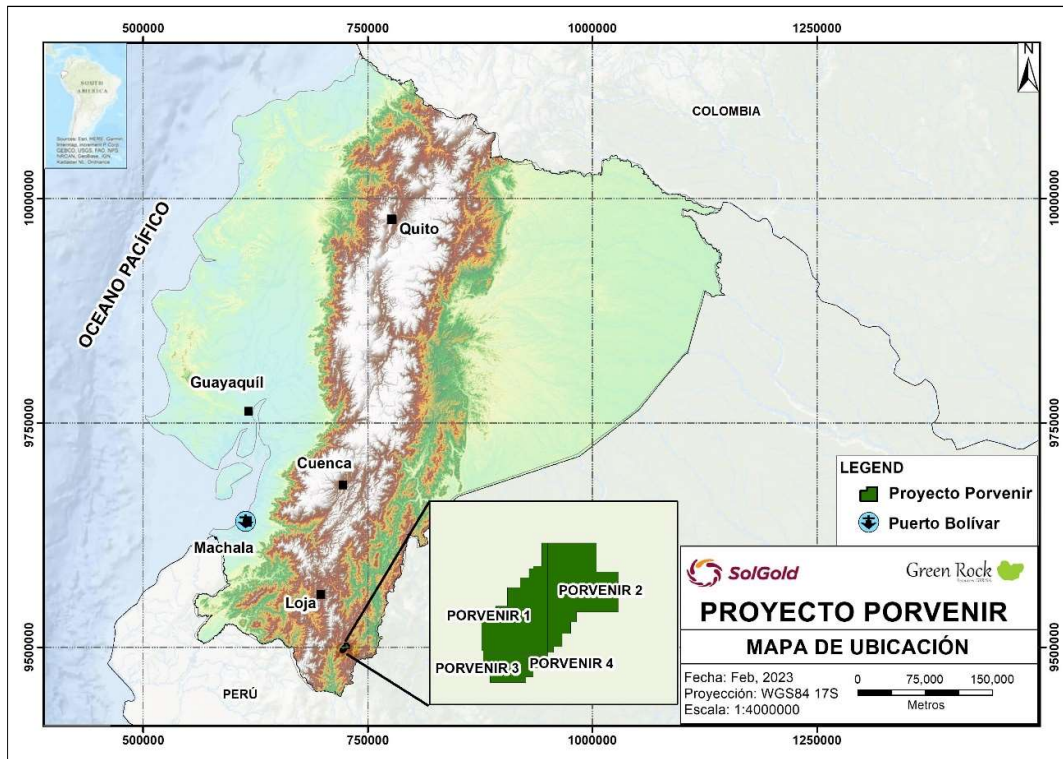 500000 750000 1000000 1250000
N
SOUTH
AMERICA
COLOMBIA
10000000 10000000
OCEANO PACÍFICO
Quito
Guayaquíl
9750000 9750000
Cuenca
Machala
Loja
PERÚ
PORVENIR 2
PORVENIR 1
PORVENIR 3
PORVENIR 4
LEGEND
Proyecto Porvenir
Puerto Bolívar
SolGold
Green Rock
PROYECTO PORVENIR
MAPA DE UBICACIÓN
Fecha: Feb, 2023
Proyección: WGS84 17S
Escala: 1:4000000
0 75,000 150,000
Metros
9500000 9500000
500000 750000 1000000 1250000